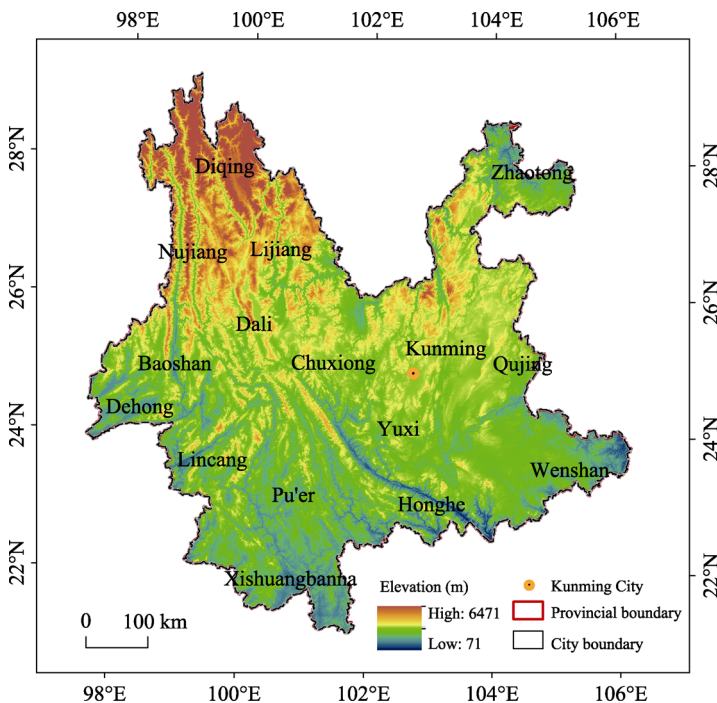 98°E 100°E 102°E 104°E 106°E
28°N
28°N
Diqing
Zhaotong
Nujiang
Lijiang
26°N
26°N
Dali
Baoshan
Chuxiong
Kunming
Qujing
Dehong
24°N
24°N
Yuxi
Lincang
Wenshan
Pu'er
Honghe
22°N
22°N
Xishuangbanna
Elevation (m)
High: 6471
Low: 71
Kunming City
Provincial boundary
City boundary
0 100 km
98°E 100°E 102°E 104°E 106°E